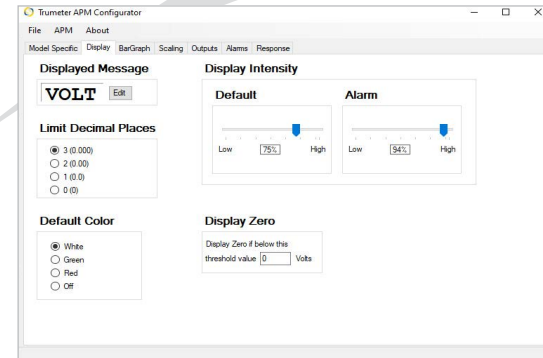 Trumeter APM Configurator
File APM About
Model Specific Display BarGraph Scaling Outputs Alarms Response
Displayed Message
VOLT Edit
Limit Decimal Places
3 (0.000)
2 (0.00)
1 (0.0)
0 (0)
Default Color
White
Green
Red
Off
Display Intensity
Default
Low 75% High
Alarm
Low 94% High
Display Zero
Display Zero if below this
threshold value 0 Volts